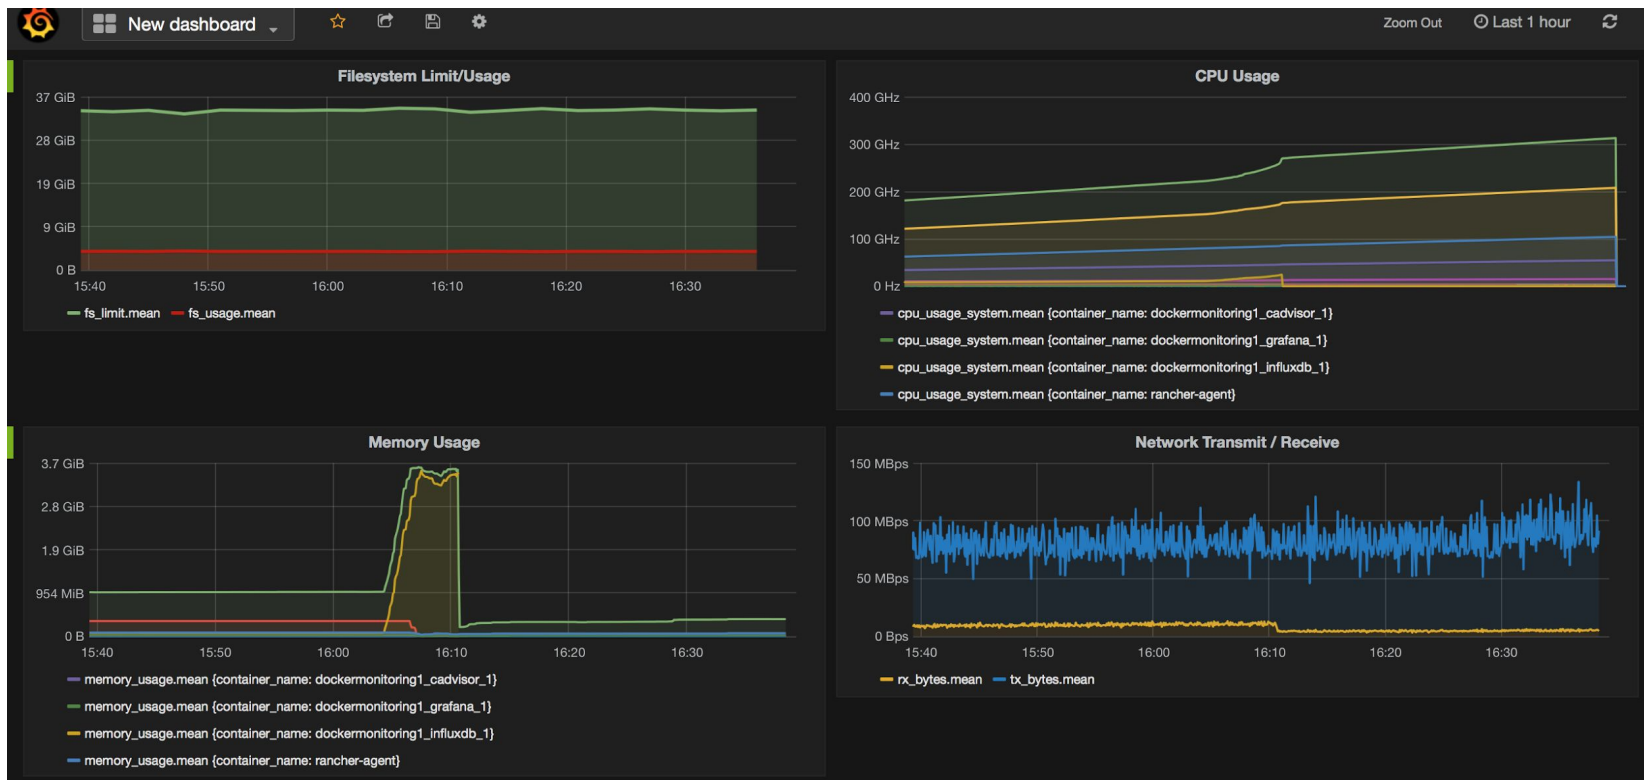 New dashboard
Zoom Out
Last 1 hour
Filesystem Limit/Usage
37 GiB
28 GiB
19 GiB
9 GiB
0 B
15:40 15:50 16:00 16:10 16:20 16:30
fs_limit.mean fs_usage.mean
CPU Usage
400 GHz
300 GHz
200 GHz
100 GHz
0 Hz
cpu_usage_system.mean {container_name: dockermonitoring1_cadvisor_1}
cpu_usage_system.mean {container_name: dockermonitoring1_grafana_1}
cpu_usage_system.mean {container_name: dockermonitoring1_influxdb_1}
cpu_usage_system.mean {container_name: rancher-agent}
Memory Usage
3.7 GiB
2.8 GiB
1.9 GiB
954 MiB
0 B
15:40 15:50 16:00 16:10 16:20 16:30
memory_usage.mean {container_name: dockermonitoring1_cadvisor_1}
memory_usage.mean {container_name: dockermonitoring1_grafana_1}
memory_usage.mean {container_name: dockermonitoring1_influxdb_1}
memory_usage.mean {container_name: rancher-agent}
Network Transmit / Receive
150 MBps
100 MBps
50 MBps
0 Bps
15:40 15:50 16:00 16:10 16:20 16:30
rx_bytes.mean tx_bytes.mean